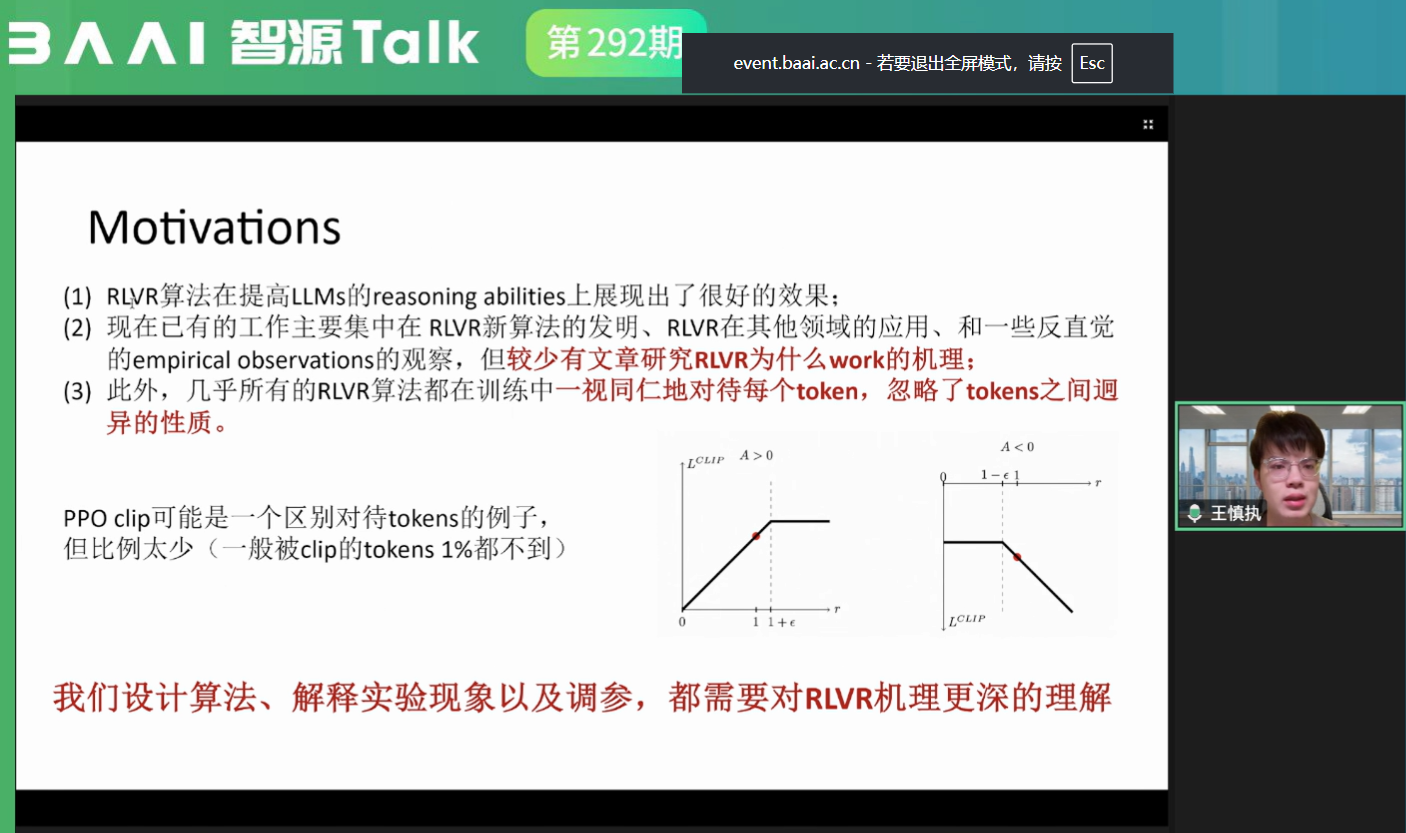 BAAI 智源Talk
第292期
event.baai.ac.cn - 若要退出全屏模式，请按 Esc
Motivations
(1) RLVR算法在提高LLMs的reasoning abilities上展现出了很好的效果；
(2) 现在已有的工作主要集中在 RLVR新算法的发明、RLVR在其他领域的应用、和一些反直觉
的empirical observations的观察，但较少有文章研究RLVR为什么work的机理；
(3) 此外，几乎所有的RLVR算法都在训练中一视同仁地对待每个token，忽略了tokens之间迥
异的性质。
PPO clip可能是一个区别对待tokens的例子，
但比例太少（一般被clip的tokens 1%都不到）
L^{CLIP} A > 0
r
0 1 1 + ϵ
A < 0
0 1 − ϵ 1 r
L^{CLIP}
我们设计算法、解释实验现象以及调参，都需要对RLVR机理更深的理解
王慎执